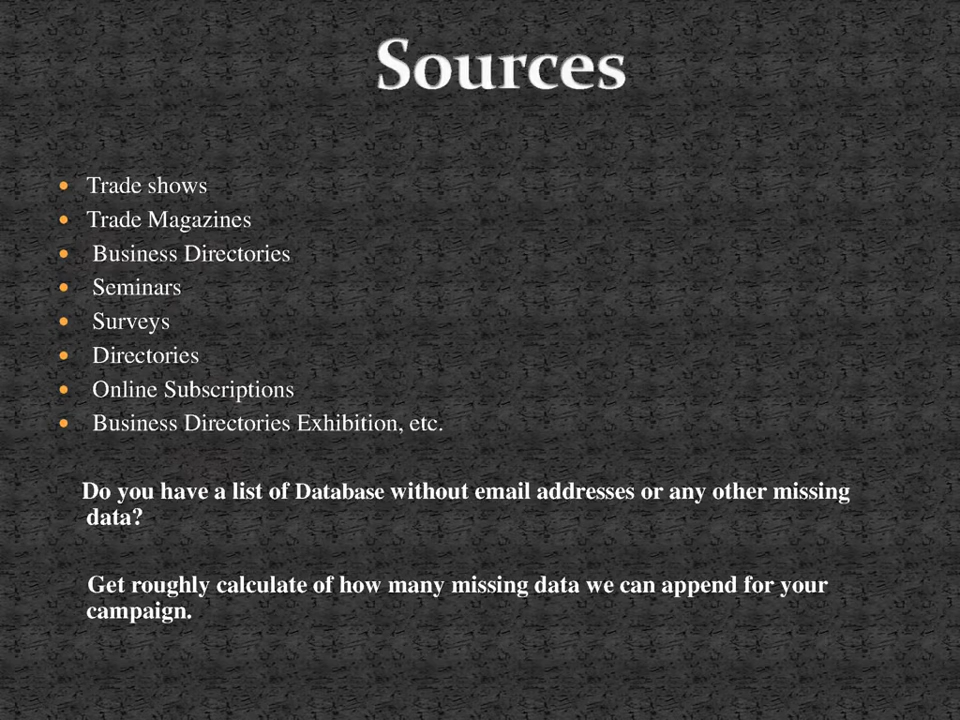 Sources
Trade shows
Trade Magazines
Business Directories
Seminars
Surveys
Directories
Online Subscriptions
Business Directories Exhibition, etc.
Do you have a list of Database without email addresses or any other missing
data?
Get roughly calculate of how many missing data we can append for your
campaign.